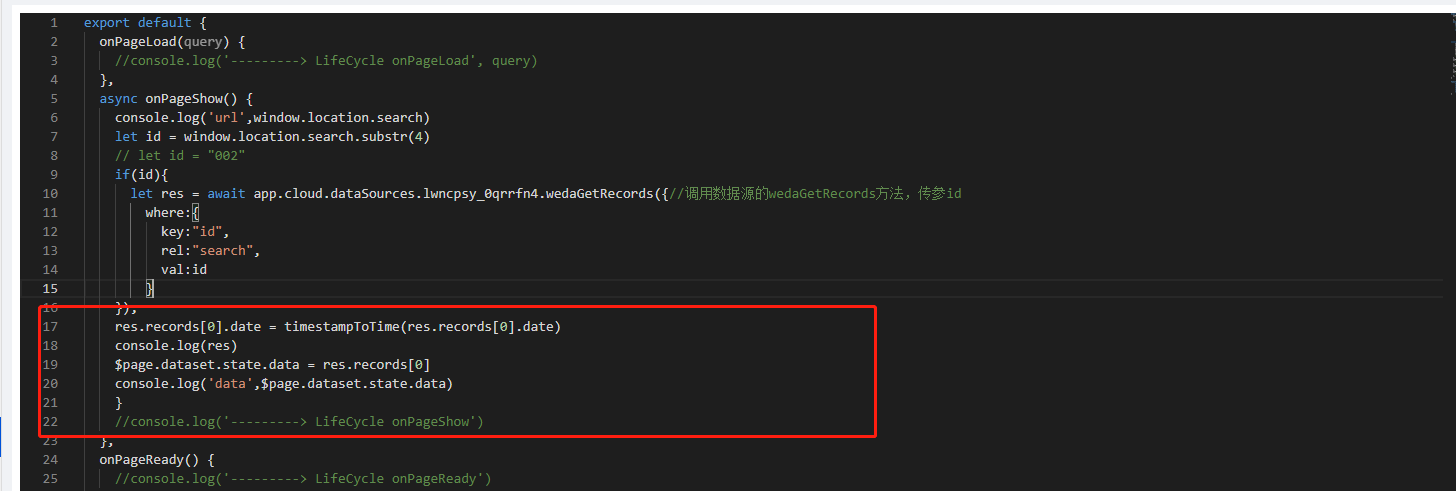 1 export default {
2 onPageLoad(query) {
3 //console.log('---------> LifeCycle onPageLoad', query)
4 },
5 async onPageShow() {
6 console.log('url',window.location.search)
7 let id = window.location.search.substr(4)
8 // let id = "002"
9 if(id){
10 let res = await app.cloud.dataSources.lwncpsy_0qrrfn4.wedaGetRecords({//调用数据源的wedaGetRecords方法，传参id
11 where:{
12 key:"id",
13 rel:"search",
14 val:id
15 }
16 });
17 res.records[0].date = timestampToTime(res.records[0].date)
18 console.log(res)
19 $page.dataset.state.data = res.records[0]
20 console.log('data',$page.dataset.state.data)
21 }
22 //console.log('---------> LifeCycle onPageShow')
23 },
24 onPageReady() {
25 //console.log('---------> LifeCycle onPageReady')